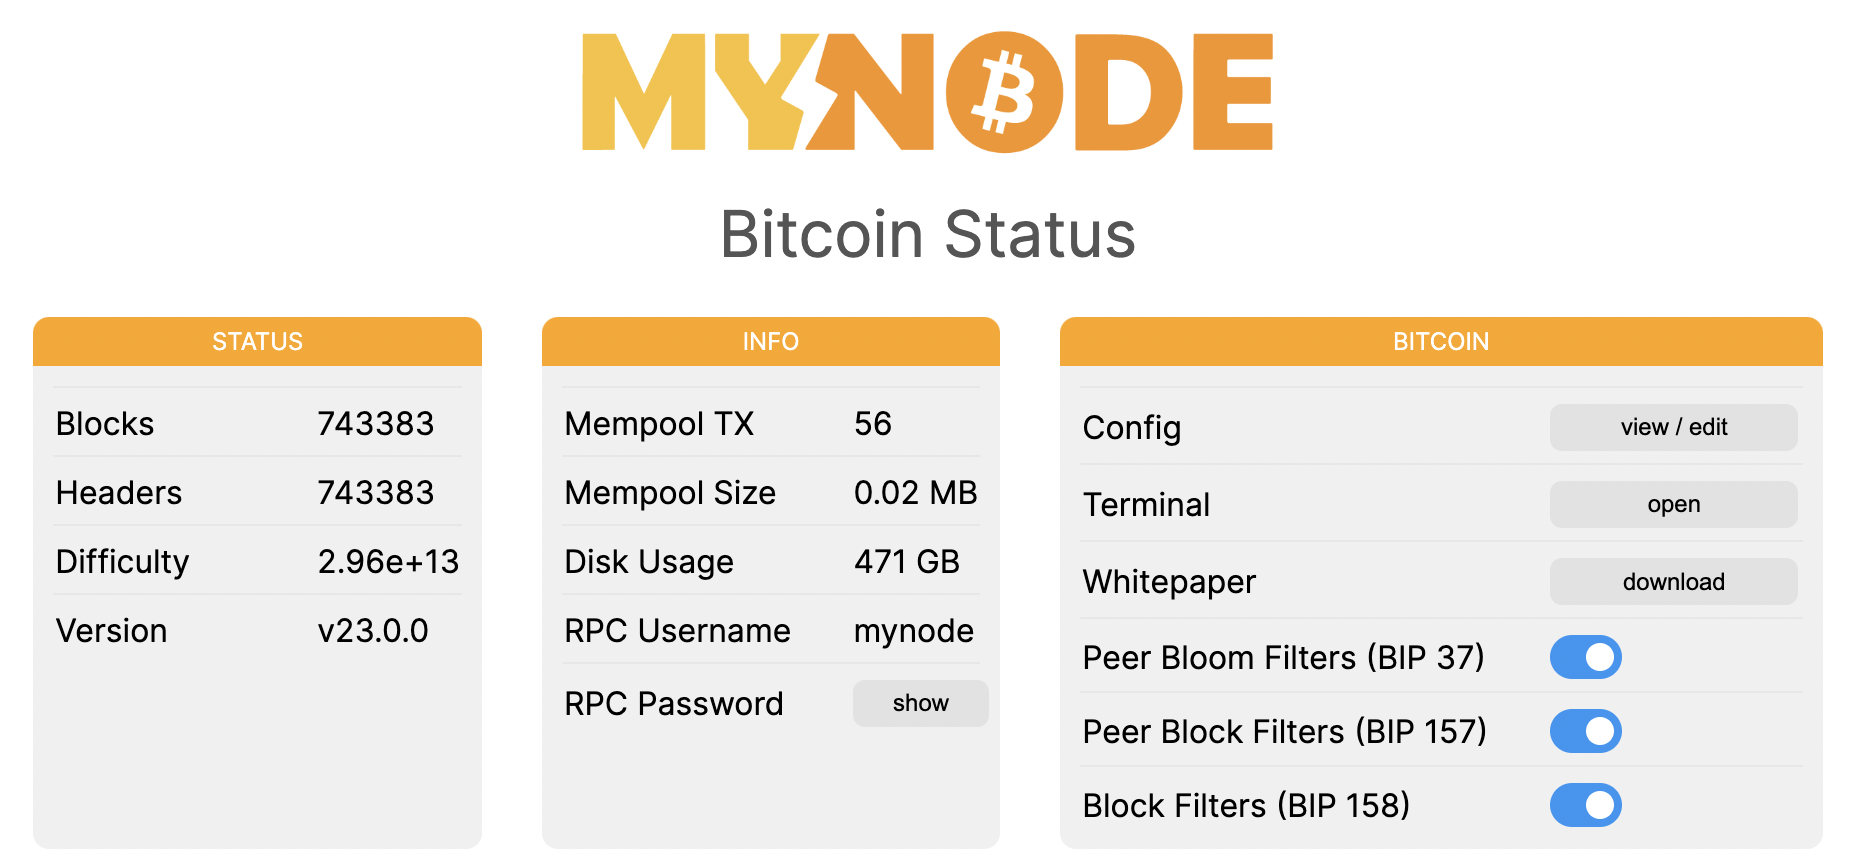 MYNODE
Bitcoin Status
STATUS
Blocks 743383
Headers 743383
Difficulty 2.96e+13
Version v23.0.0
INFO
Mempool TX 56
Mempool Size 0.02 MB
Disk Usage 471 GB
RPC Username mynode
RPC Password show
BITCOIN
Config view / edit
Terminal open
Whitepaper download
Peer Bloom Filters (BIP 37)
Peer Block Filters (BIP 157)
Block Filters (BIP 158)